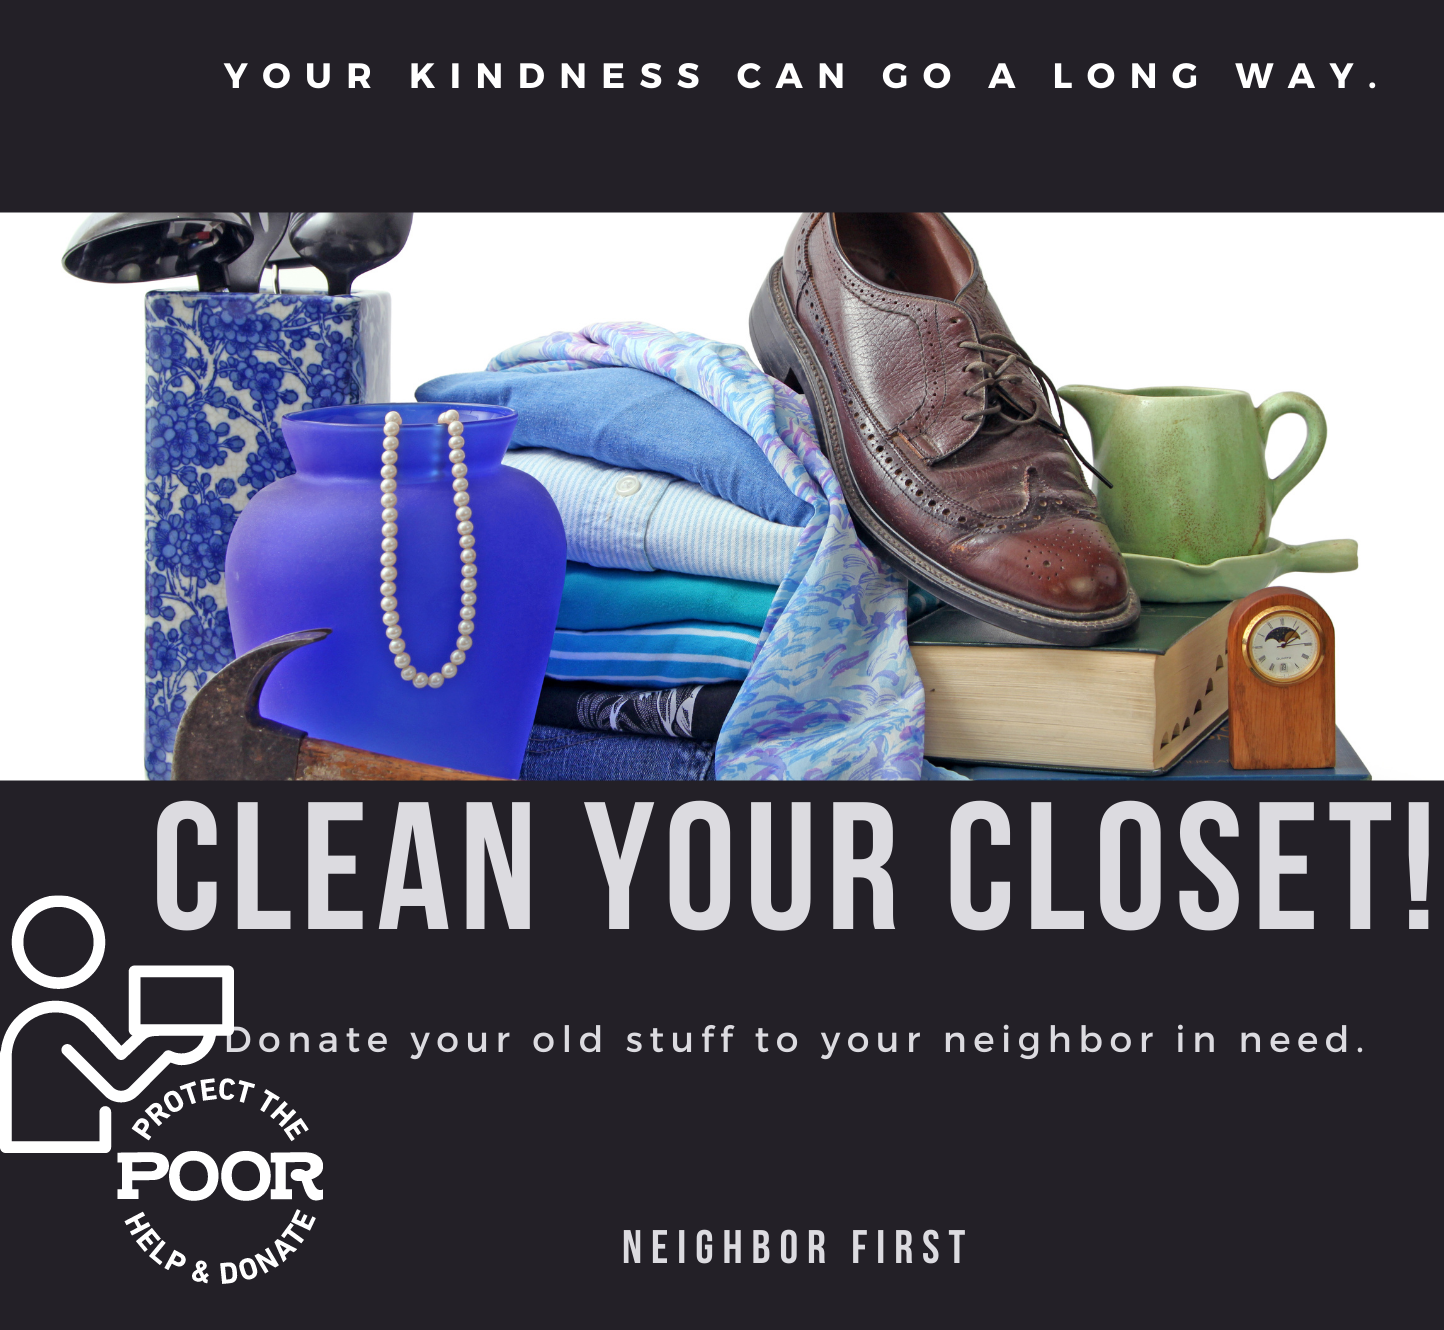 YOUR KINDNESS CAN GO A LONG WAY.
CLEAN YOUR CLOSET!
Donate your old stuff to your neighbor in need.
PROTECT THE
POOR
HELP & DONATE
NEIGHBOR FIRST